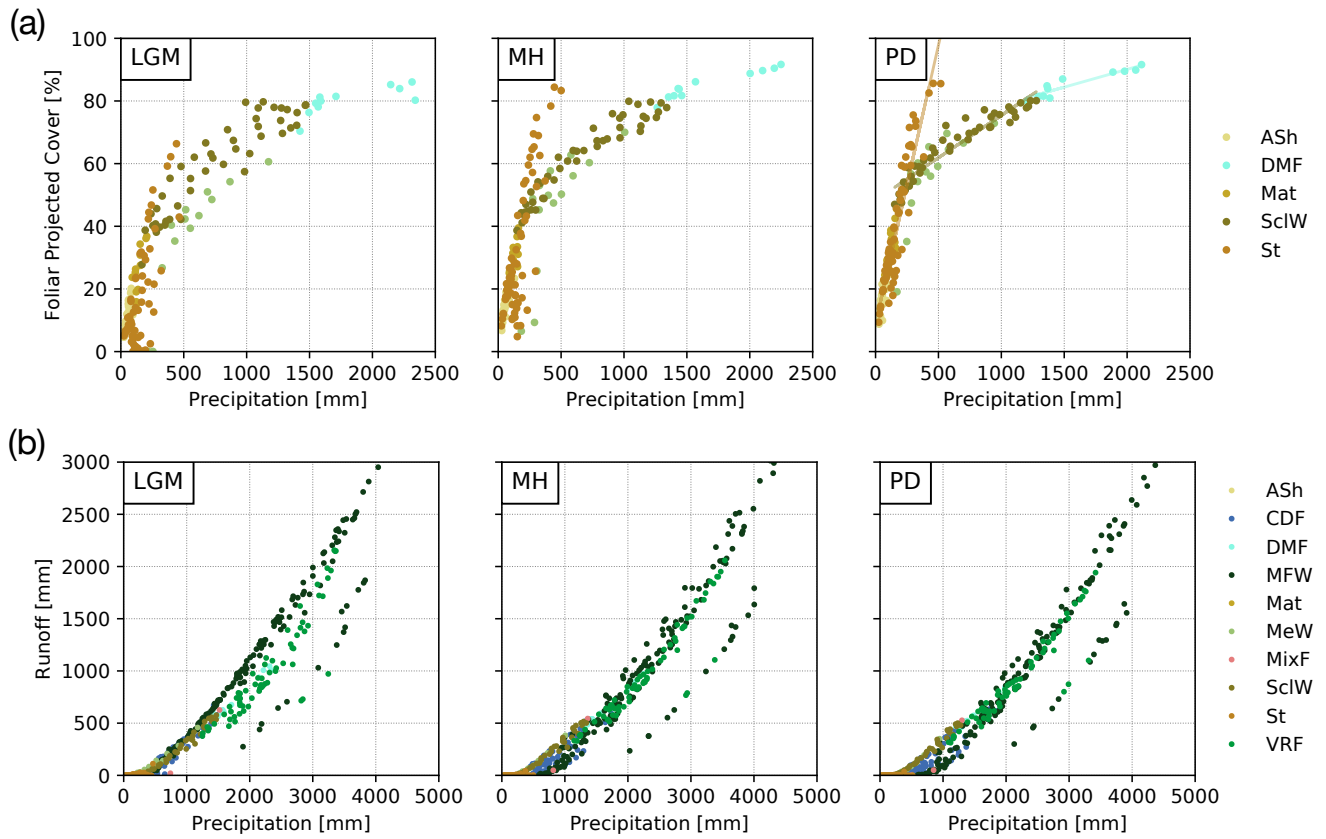 (a)
LGM
MH
PD
Foliar Projected Cover [%]
100
80
60
40
20
0
0 500 1000 1500 2000 2500
0 500 1000 1500 2000 2500
0 500 1000 1500 2000 2500
Precipitation [mm]
Precipitation [mm]
Precipitation [mm]
ASh
DMF
Mat
SclW
St
(b)
LGM
MH
PD
Runoff [mm]
3000
2500
2000
1500
1000
500
0
0 1000 2000 3000 4000 5000
0 1000 2000 3000 4000 5000
0 1000 2000 3000 4000 5000
Precipitation [mm]
Precipitation [mm]
Precipitation [mm]
ASh
CDF
DMF
MFW
Mat
MeW
MixF
SclW
St
VRF